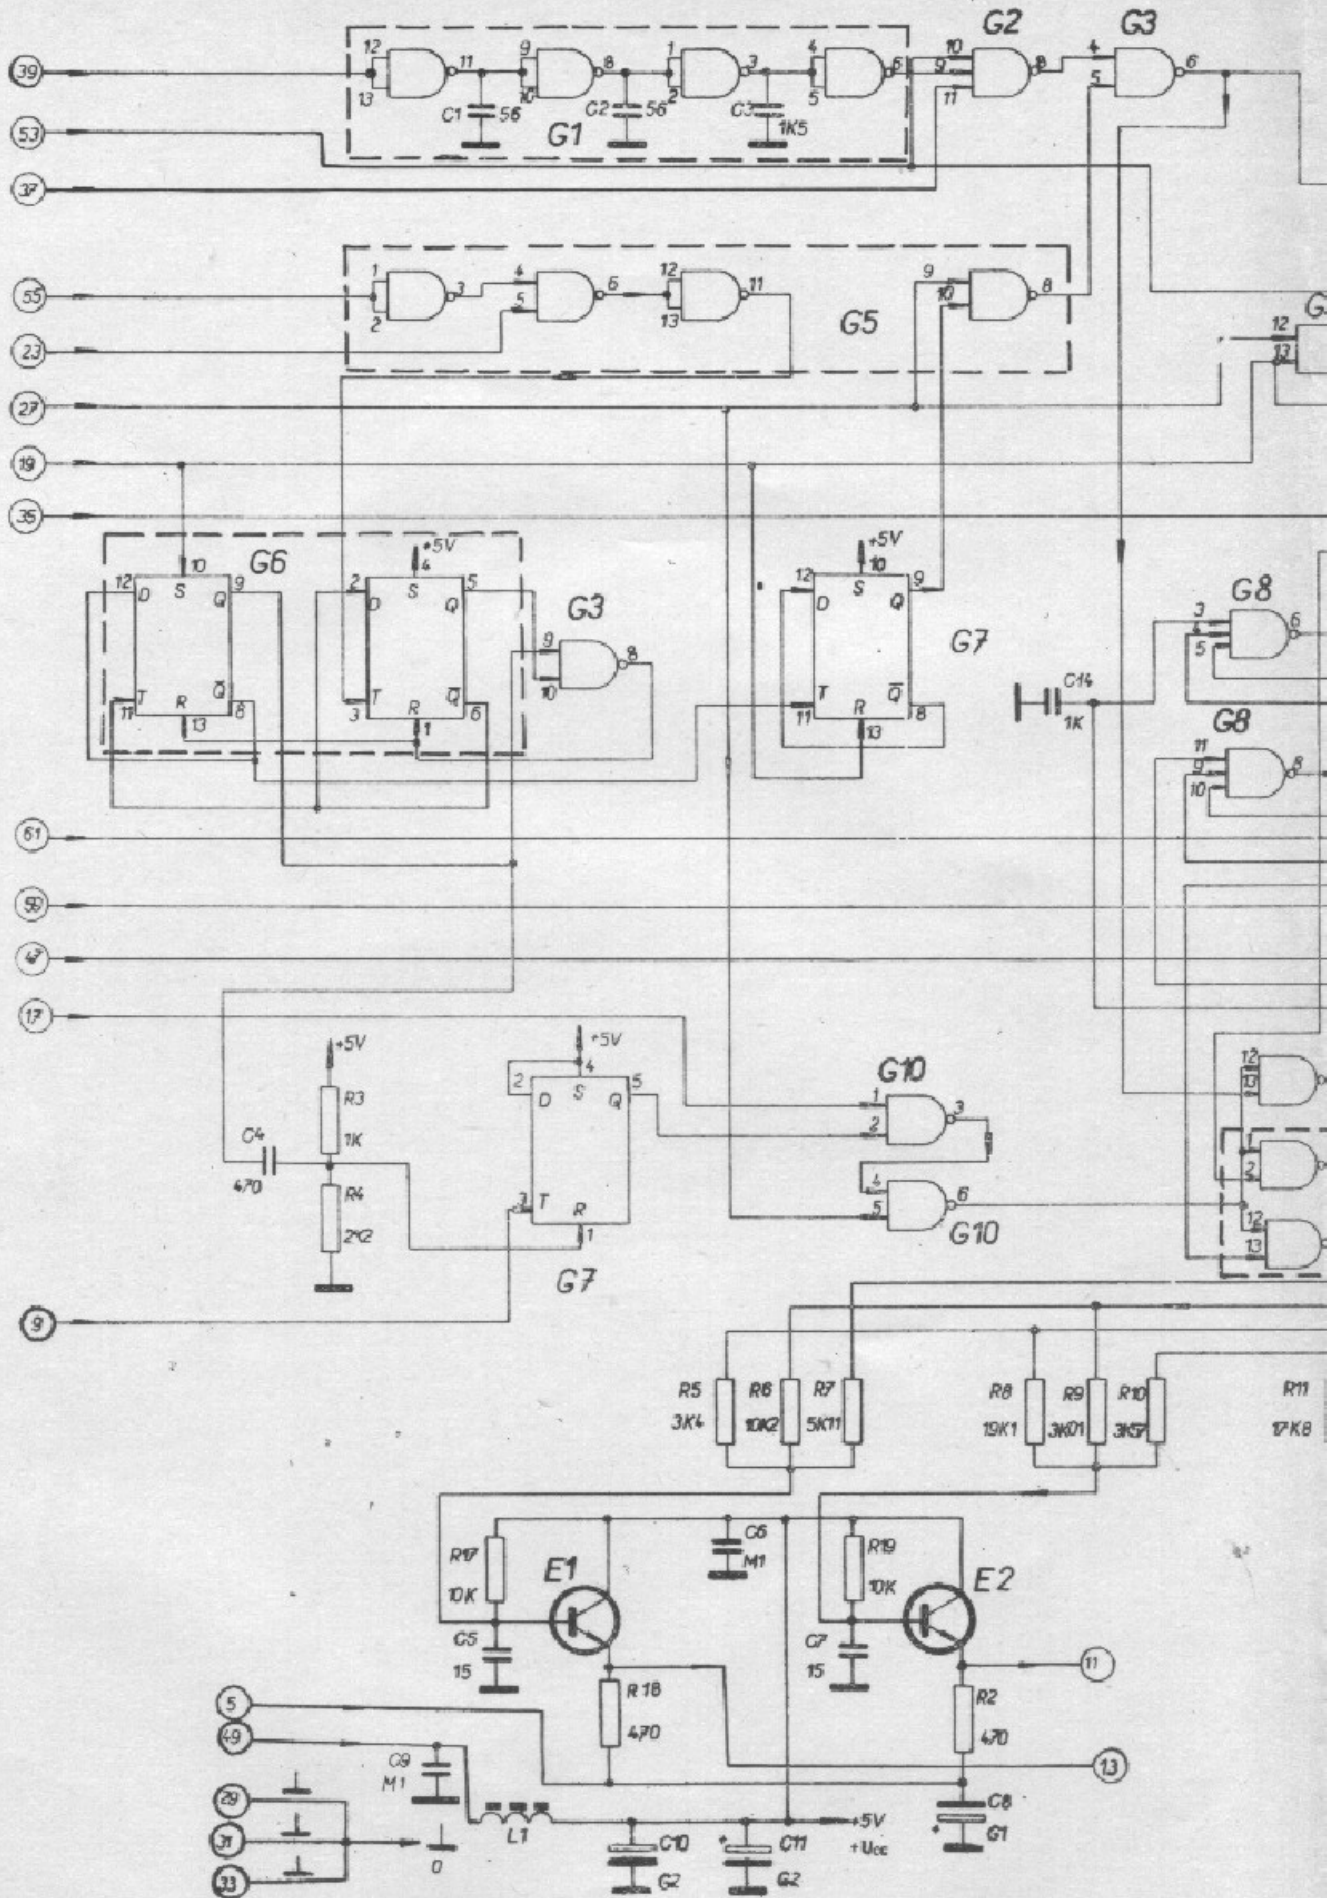 G2
G3
39
12
13
11
9
10
8
1
2
3
4
5
6
10
9
11
8
4
5
6
C1
56
C2
56
C3
1K5
G1
53
37
55
1
2
3
4
5
6
12
13
11
G5
9
10
8
12
13
23
27
19
35
G6
12
D
10
S
9
Q
T
11
R
13
Q
8
+5V
4
2
D
S
5
Q
T
3
R
1
Q
6
G3
9
10
8
+5V
10
12
D
S
9
Q
T
11
R
13
Q
8
G7
C14
1K
G8
3
4
5
6
G8
11
9
10
8
61
59
47
17
+5V
R3
1K
C4
470
R4
2K2
+5V
4
2
D
S
5
Q
3
T
R
1
G7
G10
1
2
3
4
5
6
G10
12
13
1
2
12
13
9
R5
3K4
R6
10K2
R7
5K11
R8
19K1
R9
3K01
R10
3K57
R11
17K8
R17
10K
E1
C6
M1
R19
10K
E2
C5
15
C7
15
11
R18
470
R2
470
5
49
C9
M1
13
29
31
33
0
L1
C10
G2
C11
G2
+5V
+UCC
C8
G1